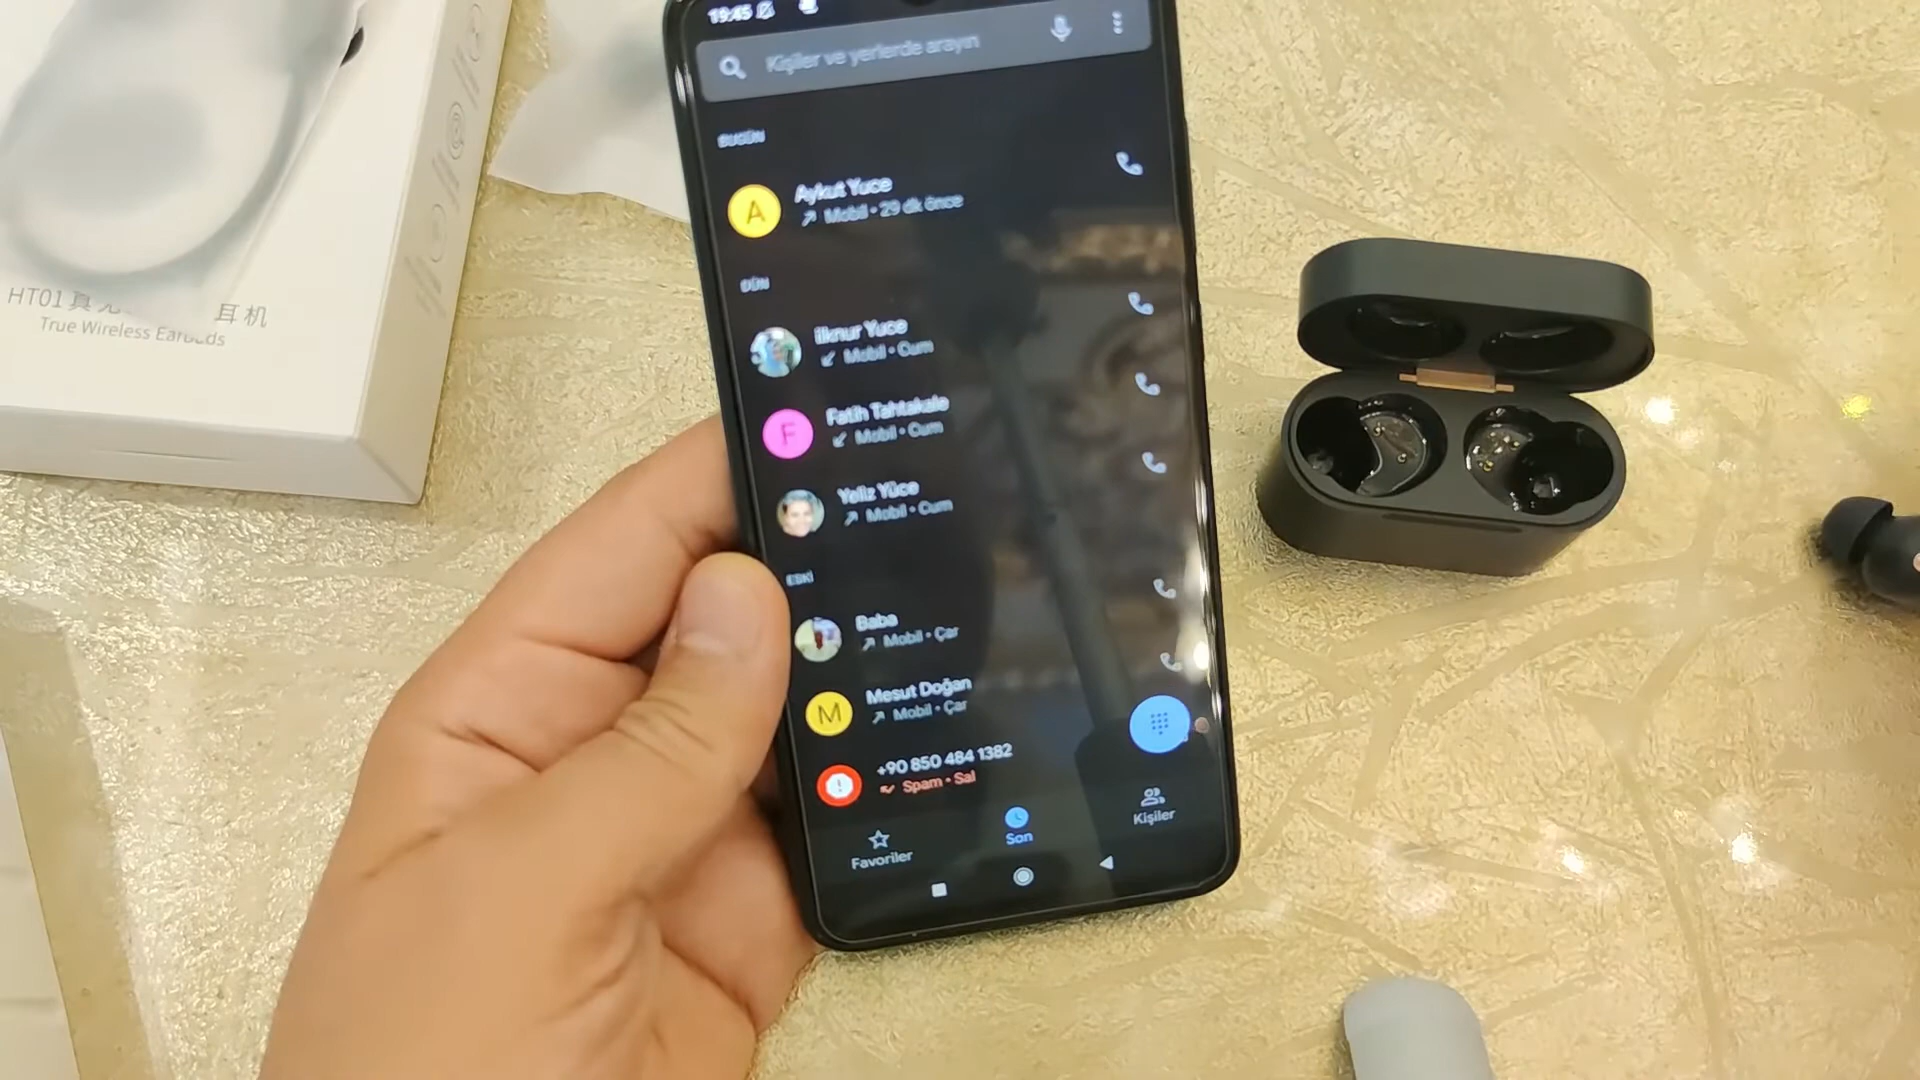 19:45
Kişiler ve yerlerde arayın
BUGÜN
A
Aykut Yuce
Mobil • 29 dk önce
DÜN
ilknur Yuce
Mobil • Cum
F
Fatih Tahtakale
Mobil • Cum
Yeliz Yüce
Mobil • Cum
ESKİ
Baba
Mobil • Çar
M
Mesut Doğan
Mobil • Çar
+90 850 484 1382
Spam • Sal
Favoriler
Son
Kişiler
HT01 真 耳机
True Wireless Earbuds